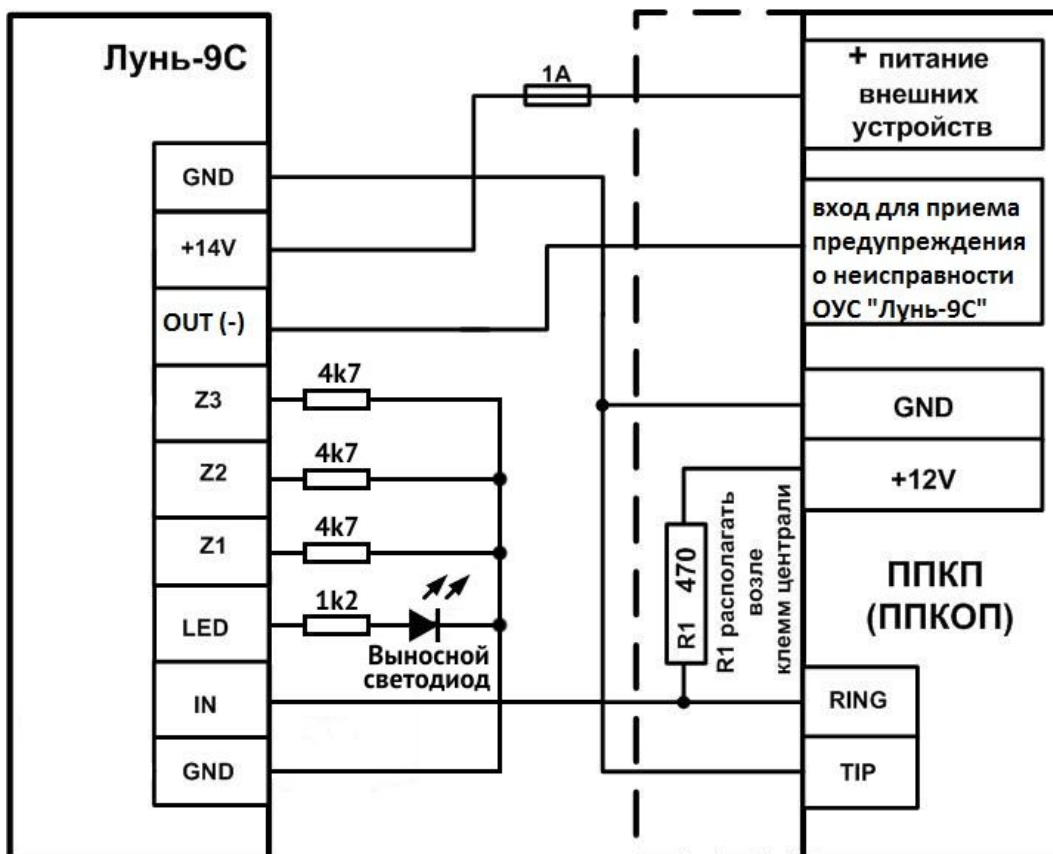 Лунь-9С
GND
+14V
OUT (-)
Z3
Z2
Z1
LED
IN
GND
1A
4k7
4k7
4k7
1k2
Выносной
светодиод
R1 470
R1 располагать
возле
клемм централи
+ питание
внешних
устройств
вход для приема
предупреждения
о неисправности
ОУС "Лунь-9С"
GND
+12V
ППКП
(ППКОП)
RING
TIP